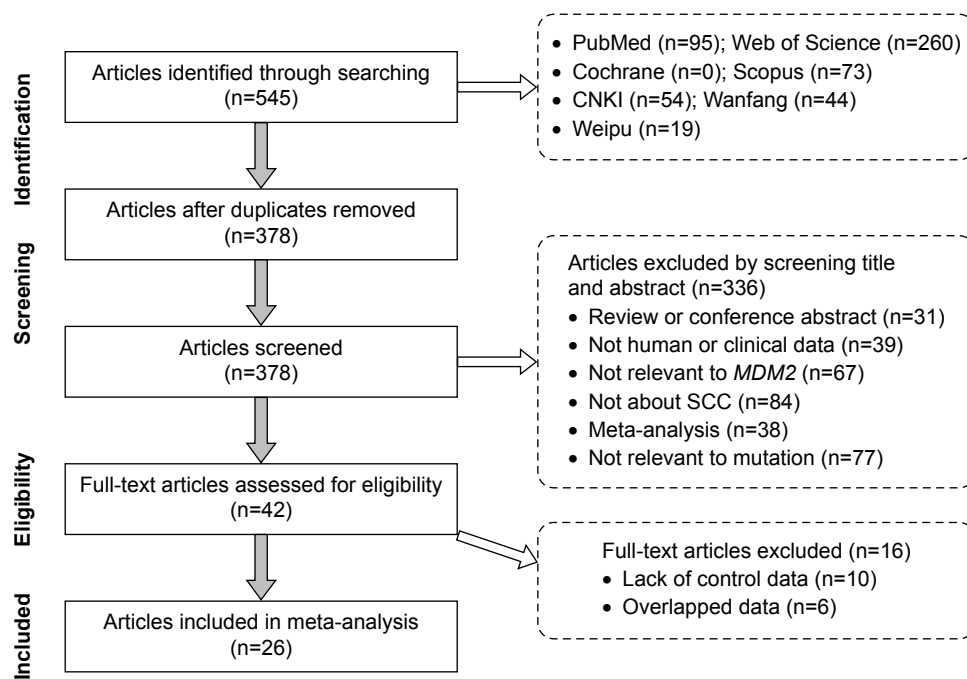 Identification
Articles identified through searching
(n=545)
• PubMed (n=95); Web of Science (n=260)
• Cochrane (n=0); Scopus (n=73)
• CNKI (n=54); Wanfang (n=44)
• Weipu (n=19)
Articles after duplicates removed
(n=378)
Screening
Articles screened
(n=378)
Articles excluded by screening title
and abstract (n=336)
• Review or conference abstract (n=31)
• Not human or clinical data (n=39)
• Not relevant to MDM2 (n=67)
• Not about SCC (n=84)
• Meta-analysis (n=38)
• Not relevant to mutation (n=77)
Eligibility
Full-text articles assessed for eligibility
(n=42)
Full-text articles excluded (n=16)
• Lack of control data (n=10)
• Overlapped data (n=6)
Included
Articles included in meta-analysis
(n=26)